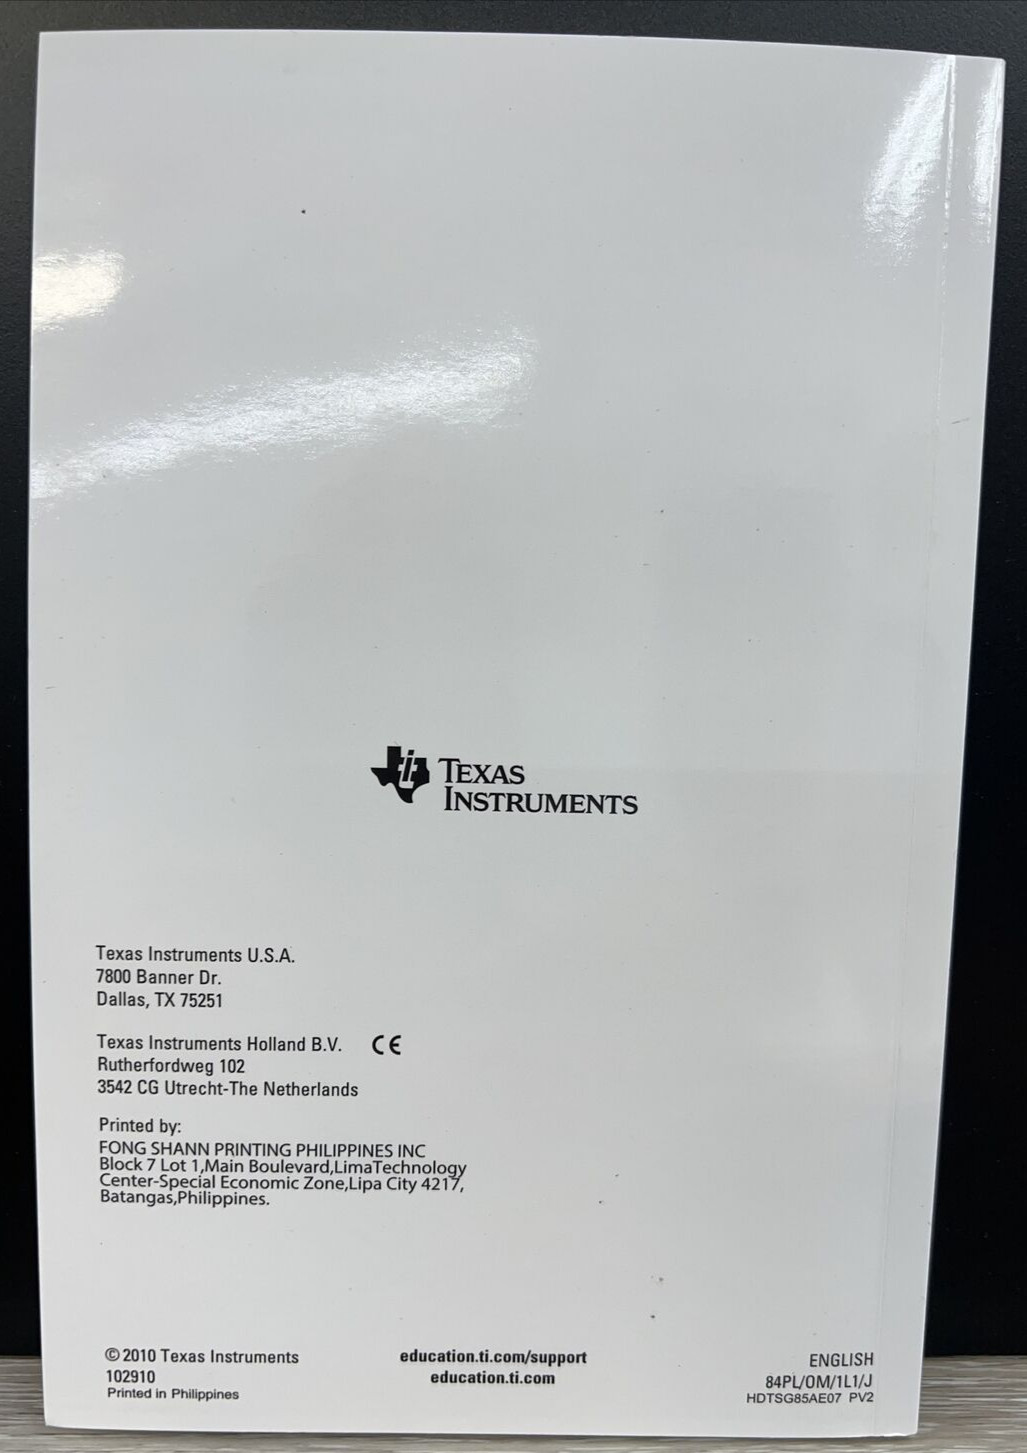 TEXAS
INSTRUMENTS
Texas Instruments U.S.A.
7800 Banner Dr.
Dallas, TX 75251
Texas Instruments Holland B.V. CE
Rutherfordweg 102
3542 CG Utrecht-The Netherlands
Printed by:
FONG SHANN PRINTING PHILIPPINES INC
Block 7 Lot 1,Main Boulevard,LimaTechnology
Center-Special Economic Zone,Lipa City 4217,
Batangas,Philippines.
© 2010 Texas Instruments
102910
Printed in Philippines
education.ti.com/support
education.ti.com
ENGLISH
84PL/OM/1L1/J
HDTSG85AE07 PV2